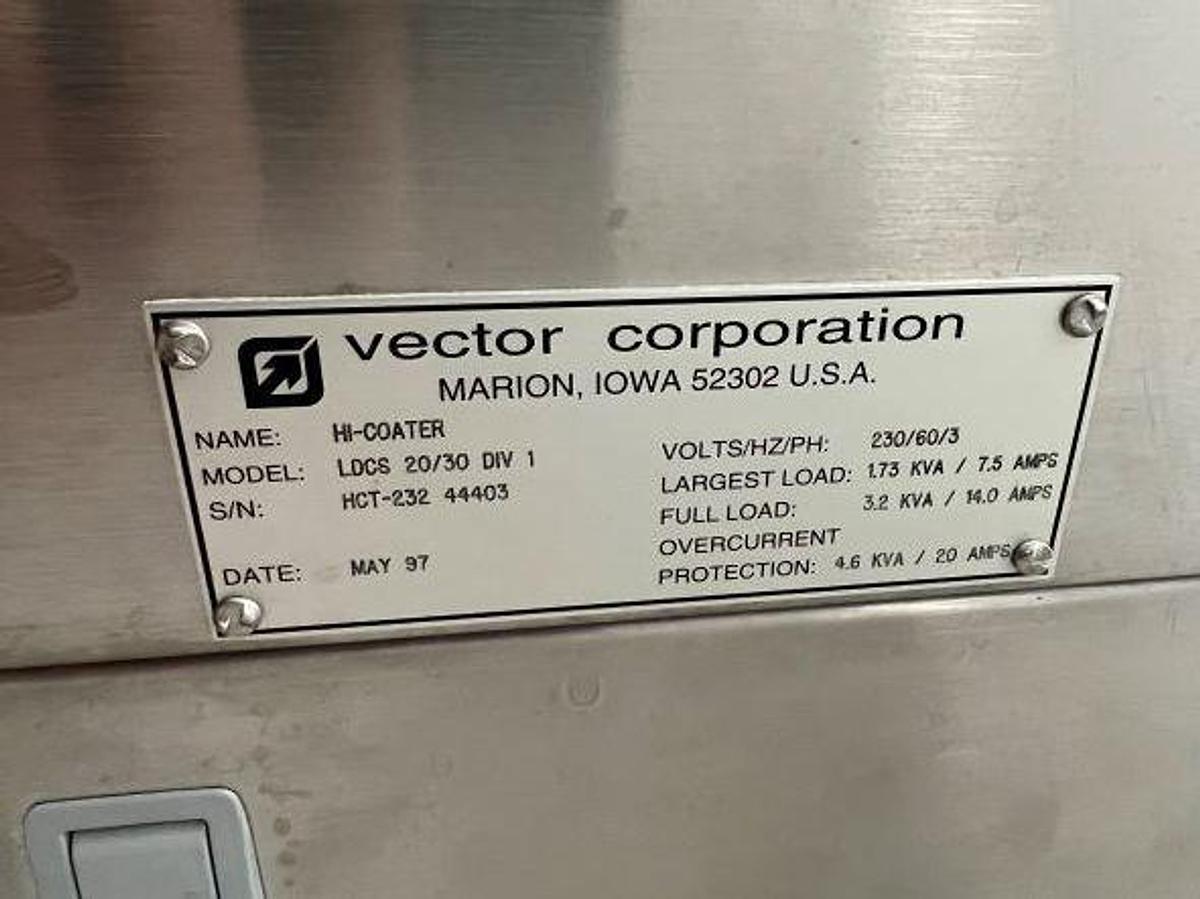 vector corporation
MARION, IOWA 52302 U.S.A.
NAME: HI-COATER
MODEL: LDCS 20/30 DIV 1
S/N: HCT-232 44403
DATE: MAY 97
VOLTS/HZ/PH: 230/60/3
LARGEST LOAD: 1.73 KVA / 7.5 AMPS
FULL LOAD: 3.2 KVA / 14.0 AMPS
OVERCURRENT
PROTECTION: 4.6 KVA / 20 AMPS